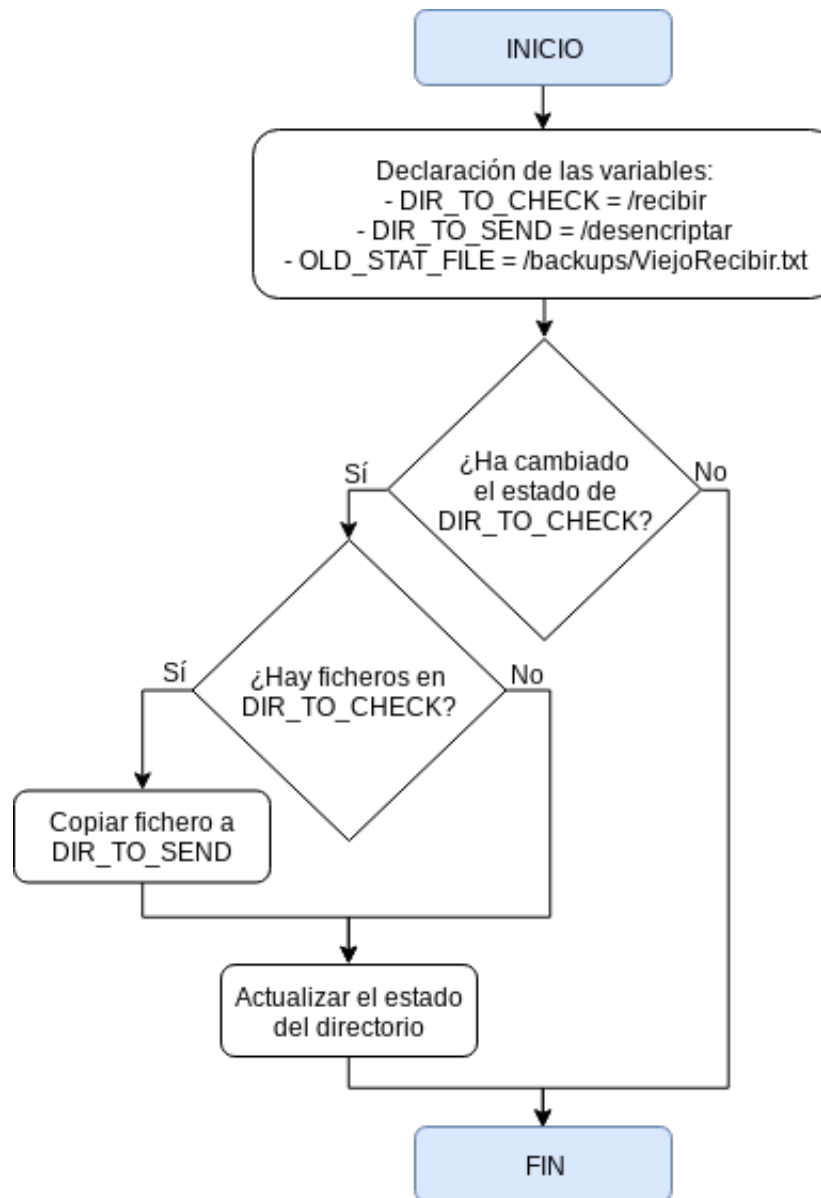 INICIO
Declaración de las variables:
- DIR_TO_CHECK = /recibir
- DIR_TO_SEND = /desencriptar
- OLD_STAT_FILE = /backups/ViejoRecibir.txt
¿Ha cambiado
el estado de
DIR_TO_CHECK?
Sí
No
¿Hay ficheros en
DIR_TO_CHECK?
Sí
No
Copiar fichero a
DIR_TO_SEND
Actualizar el estado
del directorio
FIN